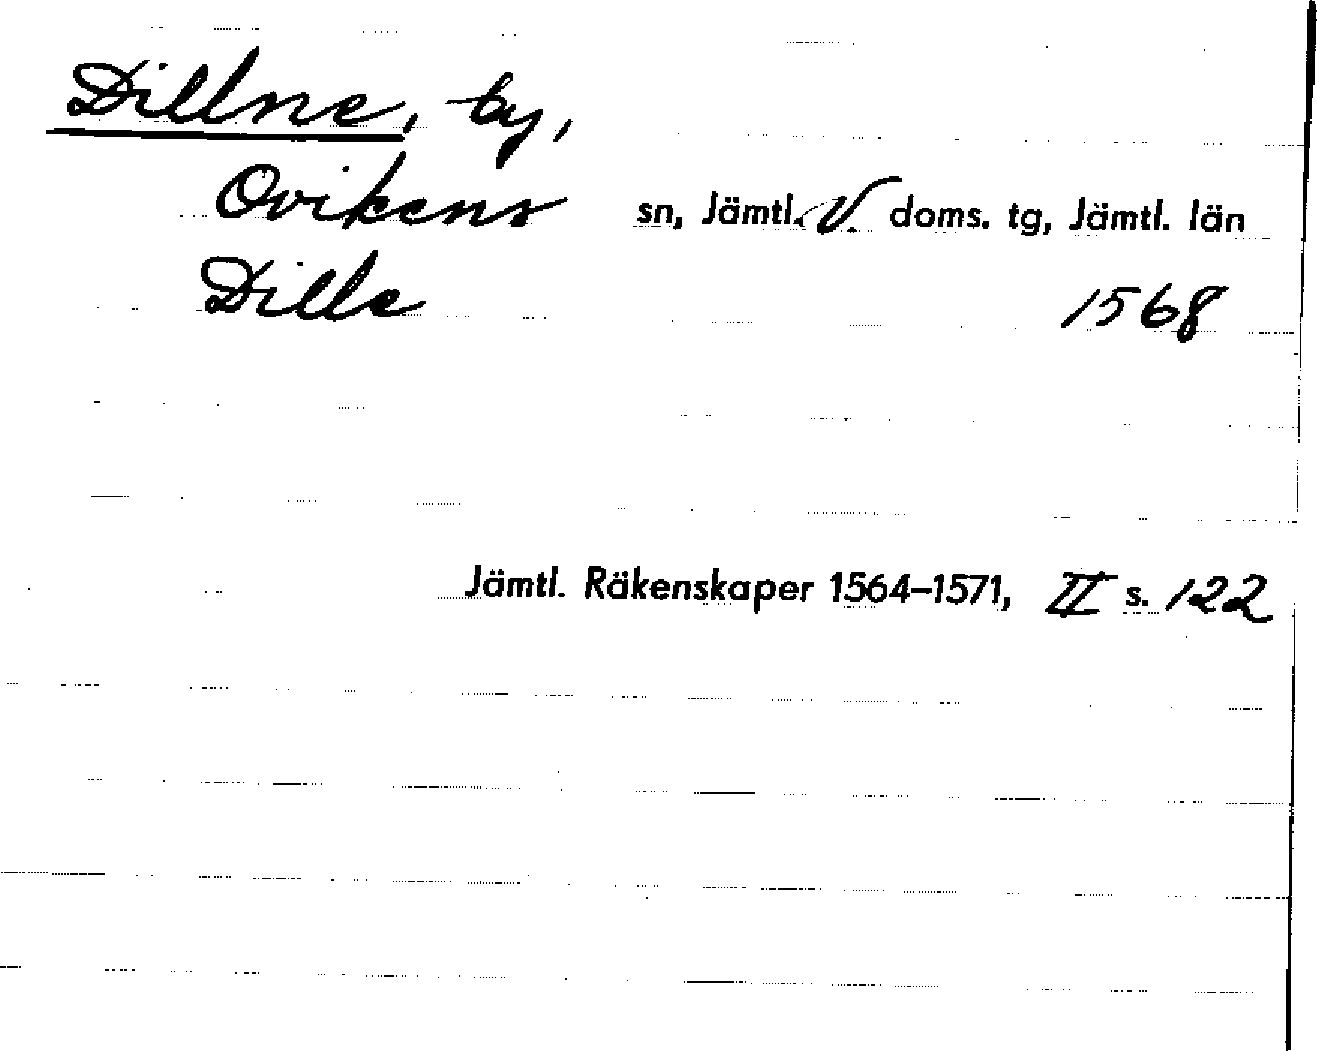 Dillne, by,
Ovikens sn, Jämtl. V. doms. tg, Jämtl. län
Dille 1568
Jämtl. Räkenskaper 1564–1571, II s. 122